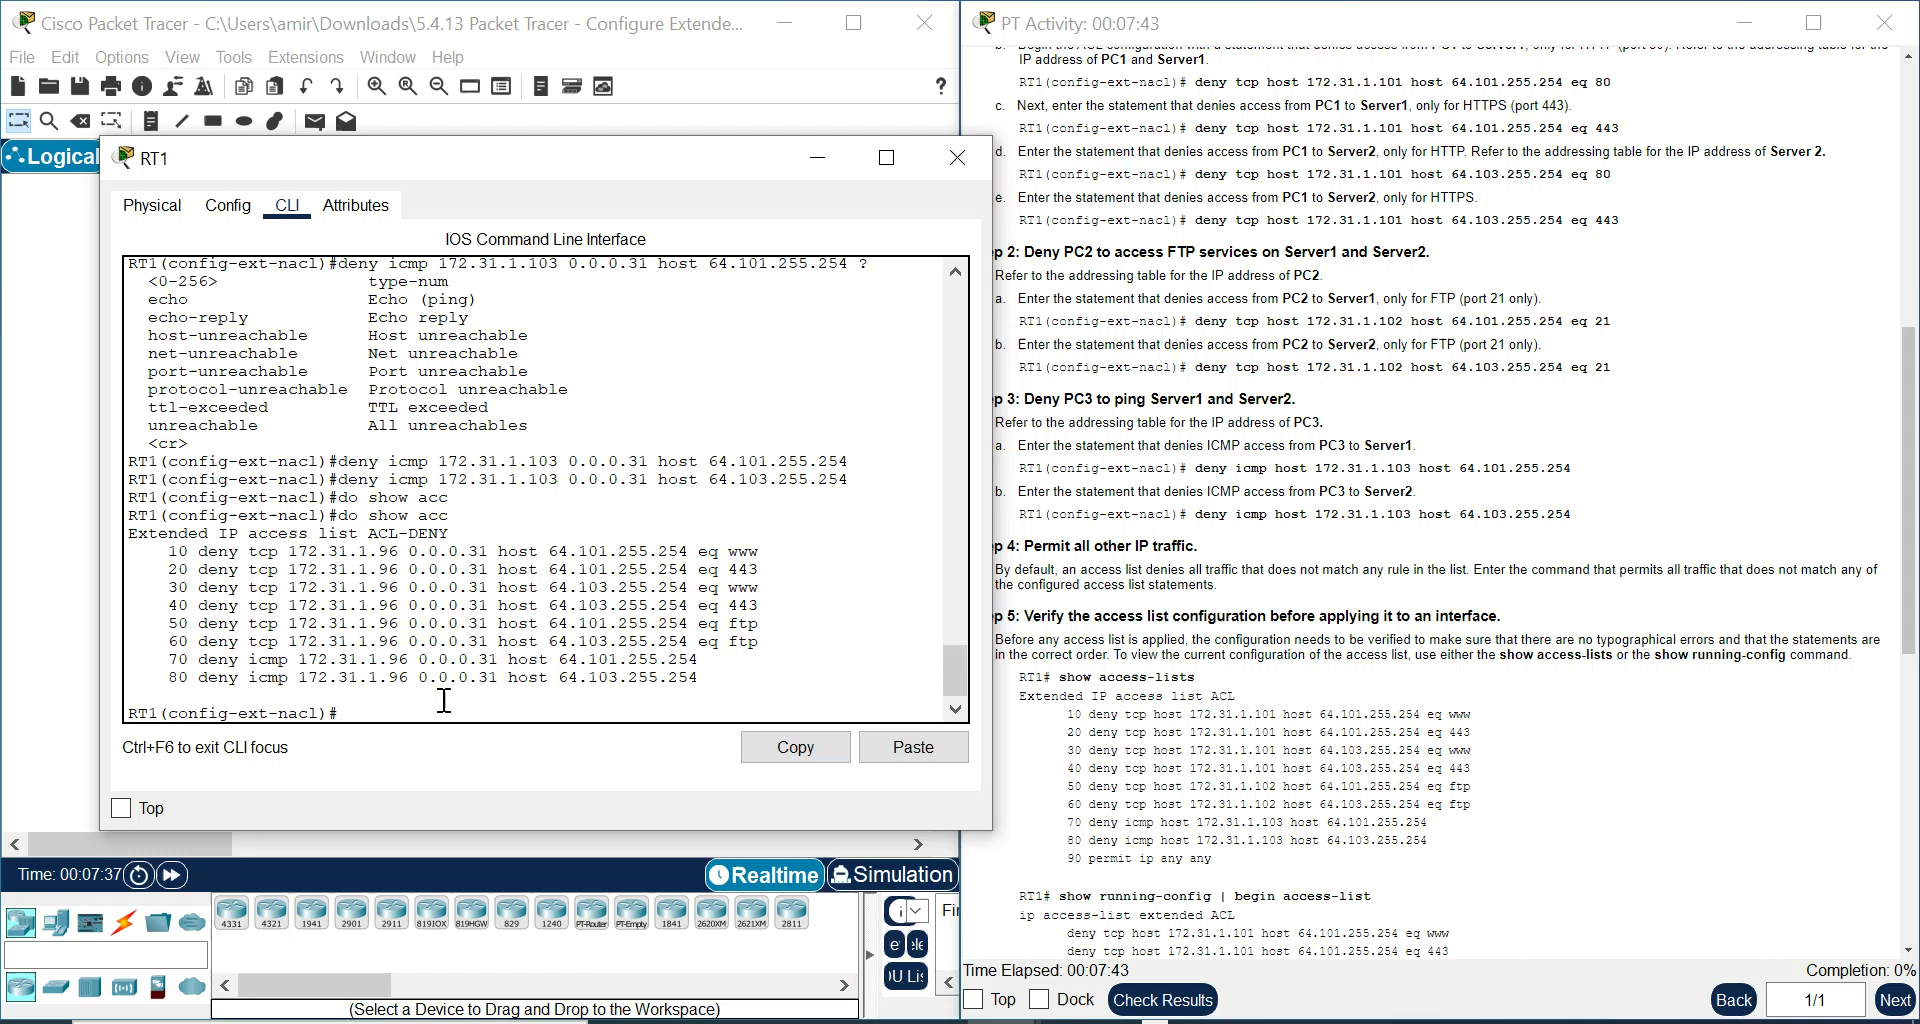 Cisco Packet Tracer - C:\Users\amir\Downloads\5.4.13 Packet Tracer - Configure Extende...
File Edit Options View Tools Extensions Window Help
Logical
RT1
Physical Config CLI Attributes
IOS Command Line Interface
RT1(config-ext-nacl)#deny icmp 172.31.1.103 0.0.0.31 host 64.101.255.254 ?
<0-256> type-num
echo Echo (ping)
echo-reply Echo reply
host-unreachable Host unreachable
net-unreachable Net unreachable
port-unreachable Port unreachable
protocol-unreachable Protocol unreachable
ttl-exceeded TTL exceeded
unreachable All unreachables
<cr>
RT1(config-ext-nacl)#deny icmp 172.31.1.103 0.0.0.31 host 64.101.255.254
RT1(config-ext-nacl)#deny icmp 172.31.1.103 0.0.0.31 host 64.103.255.254
RT1(config-ext-nacl)#do show acc
RT1(config-ext-nacl)#do show acc
Extended IP access list ACL-DENY
10 deny tcp 172.31.1.96 0.0.0.31 host 64.101.255.254 eq www
20 deny tcp 172.31.1.96 0.0.0.31 host 64.101.255.254 eq 443
30 deny tcp 172.31.1.96 0.0.0.31 host 64.103.255.254 eq www
40 deny tcp 172.31.1.96 0.0.0.31 host 64.103.255.254 eq 443
50 deny tcp 172.31.1.96 0.0.0.31 host 64.101.255.254 eq ftp
60 deny tcp 172.31.1.96 0.0.0.31 host 64.103.255.254 eq ftp
70 deny icmp 172.31.1.96 0.0.0.31 host 64.101.255.254
80 deny icmp 172.31.1.96 0.0.0.31 host 64.103.255.254
RT1(config-ext-nacl)#
Ctrl+F6 to exit CLI focus
Copy Paste
Top
Time: 00:07:37
Realtime Simulation
4331 4321 1941 2901 2911 819IOX 819HGW 829 1240 PT-Router PT-Empty 1841 2620XM 2621XM 2811
(Select a Device to Drag and Drop to the Workspace)
PT Activity: 00:07:43
IP address of PC1 and Server1.
RT1(config-ext-nacl)# deny tcp host 172.31.1.101 host 64.101.255.254 eq 80
c. Next, enter the statement that denies access from PC1 to Server1, only for HTTPS (port 443).
RT1(config-ext-nacl)# deny tcp host 172.31.1.101 host 64.101.255.254 eq 443
d. Enter the statement that denies access from PC1 to Server2, only for HTTP. Refer to the addressing table for the IP address of Server 2.
RT1(config-ext-nacl)# deny tcp host 172.31.1.101 host 64.103.255.254 eq 80
e. Enter the statement that denies access from PC1 to Server2, only for HTTPS.
RT1(config-ext-nacl)# deny tcp host 172.31.1.101 host 64.103.255.254 eq 443
p 2: Deny PC2 to access FTP services on Server1 and Server2.
Refer to the addressing table for the IP address of PC2.
a. Enter the statement that denies access from PC2 to Server1, only for FTP (port 21 only).
RT1(config-ext-nacl)# deny tcp host 172.31.1.102 host 64.101.255.254 eq 21
b. Enter the statement that denies access from PC2 to Server2, only for FTP (port 21 only).
RT1(config-ext-nacl)# deny tcp host 172.31.1.102 host 64.103.255.254 eq 21
p 3: Deny PC3 to ping Server1 and Server2.
Refer to the addressing table for the IP address of PC3.
a. Enter the statement that denies ICMP access from PC3 to Server1.
RT1(config-ext-nacl)# deny icmp host 172.31.1.103 host 64.101.255.254
b. Enter the statement that denies ICMP access from PC3 to Server2.
RT1(config-ext-nacl)# deny icmp host 172.31.1.103 host 64.103.255.254
p 4: Permit all other IP traffic.
By default, an access list denies all traffic that does not match any rule in the list. Enter the command that permits all traffic that does not match any of
the configured access list statements.
p 5: Verify the access list configuration before applying it to an interface.
Before any access list is applied, the configuration needs to be verified to make sure that there are no typographical errors and that the statements are
in the correct order. To view the current configuration of the access list, use either the show access-lists or the show running-config command.
RT1# show access-lists
Extended IP access list ACL
10 deny tcp host 172.31.1.101 host 64.101.255.254 eq www
20 deny tcp host 172.31.1.101 host 64.101.255.254 eq 443
30 deny tcp host 172.31.1.101 host 64.103.255.254 eq www
40 deny tcp host 172.31.1.101 host 64.103.255.254 eq 443
50 deny tcp host 172.31.1.102 host 64.101.255.254 eq ftp
60 deny tcp host 172.31.1.102 host 64.103.255.254 eq ftp
70 deny icmp host 172.31.1.103 host 64.101.255.254
80 deny icmp host 172.31.1.103 host 64.103.255.254
90 permit ip any any
RT1# show running-config | begin access-list
ip access-list extended ACL
deny tcp host 172.31.1.101 host 64.101.255.254 eq www
deny tcp host 172.31.1.101 host 64.101.255.254 eq 443
Time Elapsed: 00:07:43 Completion: 0%
Top Dock Check Results Back 1/1 Next